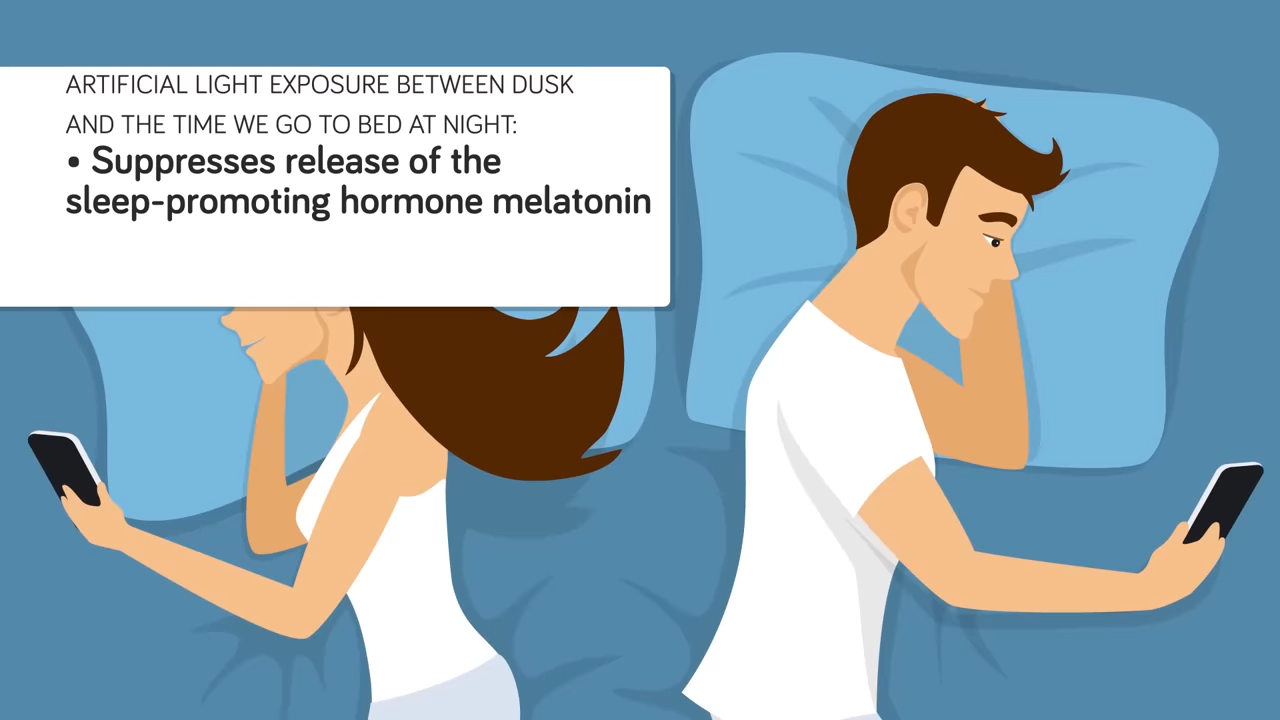 ARTIFICIAL LIGHT EXPOSURE BETWEEN DUSK
AND THE TIME WE GO TO BED AT NIGHT:
• Suppresses release of the
sleep-promoting hormone melatonin